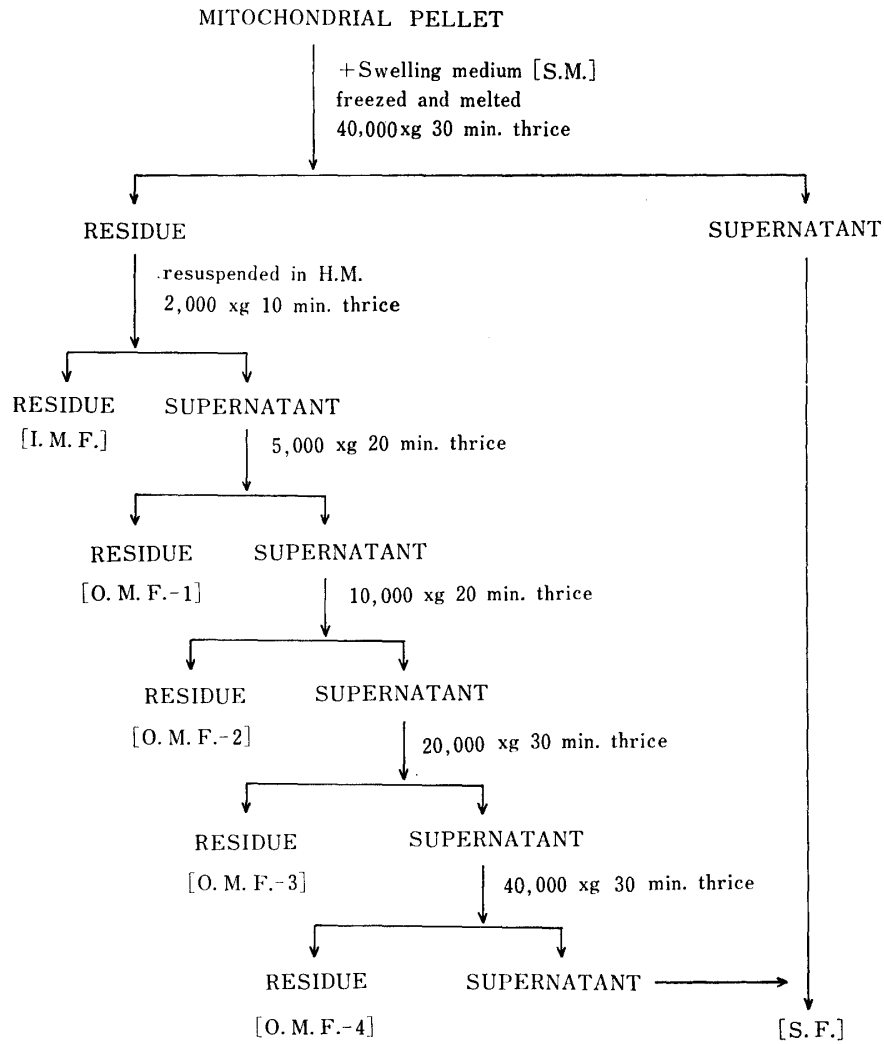 MITOCHONDRIAL PELLET
+Swelling medium [S.M.]
freezed and melted
40,000xg 30 min. thrice
RESIDUE
SUPERNATANT
resuspended in H.M.
2,000 xg 10 min. thrice
RESIDUE
SUPERNATANT
[I. M. F.]
5,000 xg 20 min. thrice
RESIDUE
SUPERNATANT
[O. M. F.-1]
10,000 xg 20 min. thrice
RESIDUE
SUPERNATANT
[O. M. F.-2]
20,000 xg 30 min. thrice
RESIDUE
SUPERNATANT
[O. M. F.-3]
40,000 xg 30 min. thrice
RESIDUE
SUPERNATANT
[O. M. F.-4]
[S. F.]